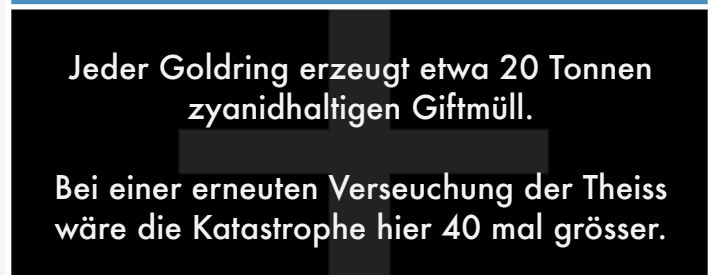 Jeder Goldring erzeugt etwa 20 Tonnen
zyanidhaltigen Giftmüll.
Bei einer erneuten Verseuchung der Theiss
wäre die Katastrophe hier 40 mal grösser.